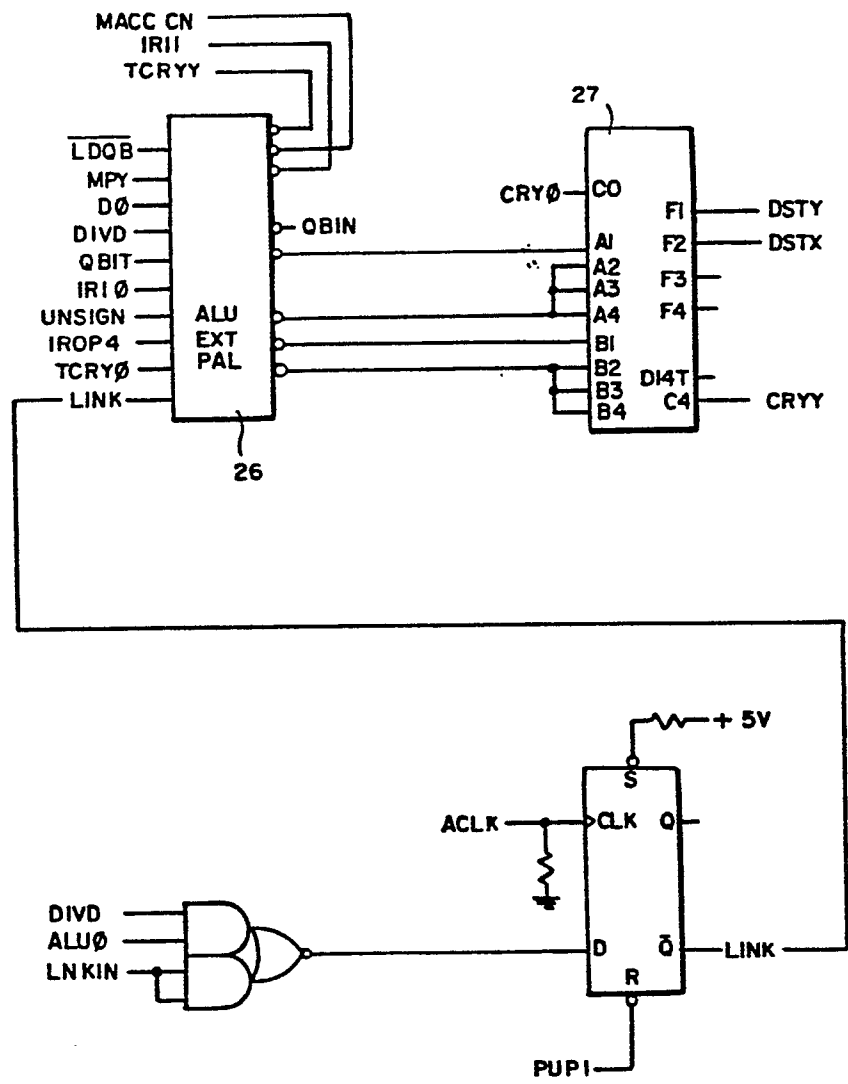 MACC CN
IR11
TCRYY
27
LDQB
MPY
DØ
DIVD
QBIT
IR1Ø
UNSIGN
IROP4
TCRYØ
LINK
ALU
EXT
PAL
QBIN
26
CRYØ
CO
A1
A2
A3
A4
B1
B2
B3
B4
F1
F2
F3
F4
D14T
C4
DSTY
DSTX
CRYY
+ 5V
S
ACLK
CLK
Q
DIVD
ALUØ
LNKIN
D
Q̅
LINK
R
PUP1